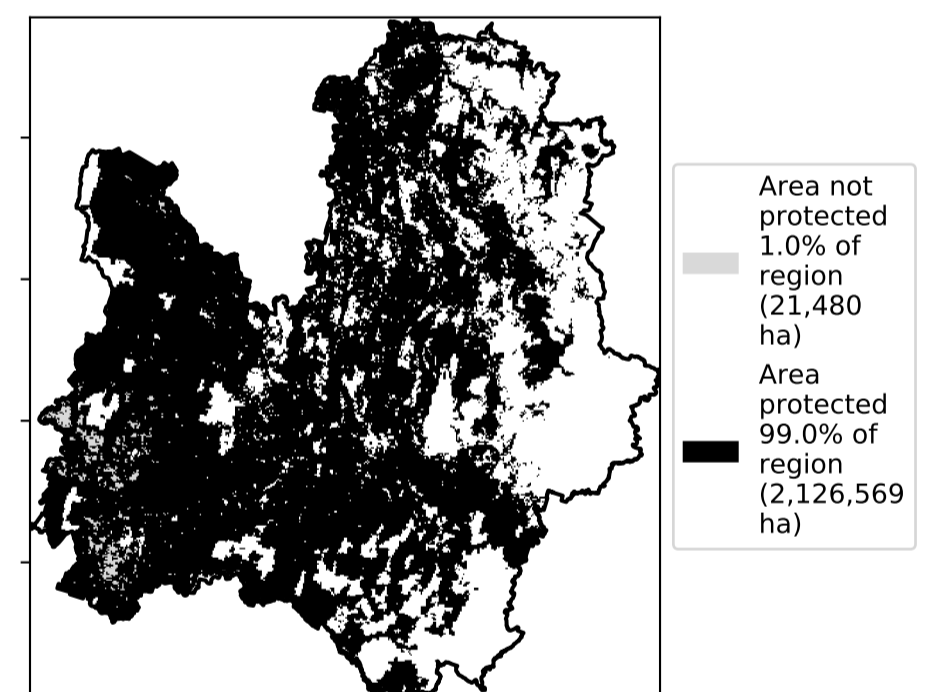 Area not
protected
1.0% of
region
(21,480
ha)
Area
protected
99.0% of
region
(2,126,569
ha)